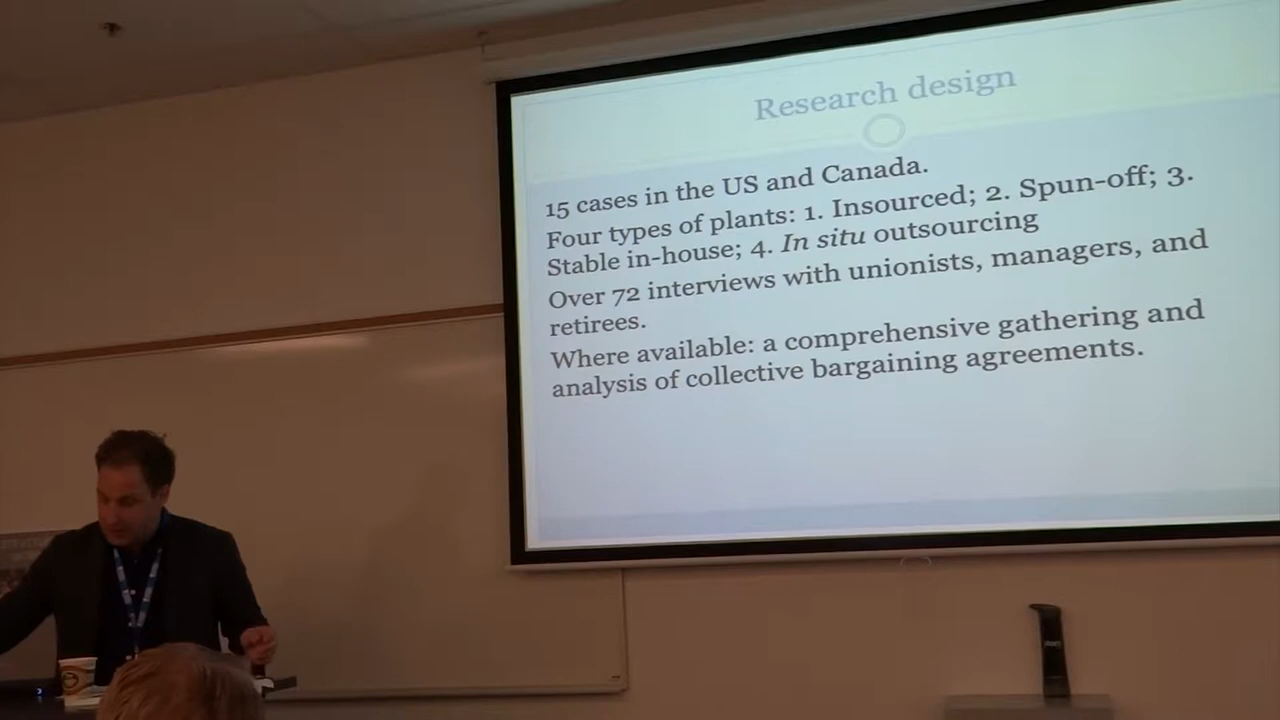 Research design
15 cases in the US and Canada.
Four types of plants: 1. Insourced; 2. Spun-off; 3.
Stable in-house; 4. In situ outsourcing
Over 72 interviews with unionists, managers, and
retirees.
Where available: a comprehensive gathering and
analysis of collective bargaining agreements.